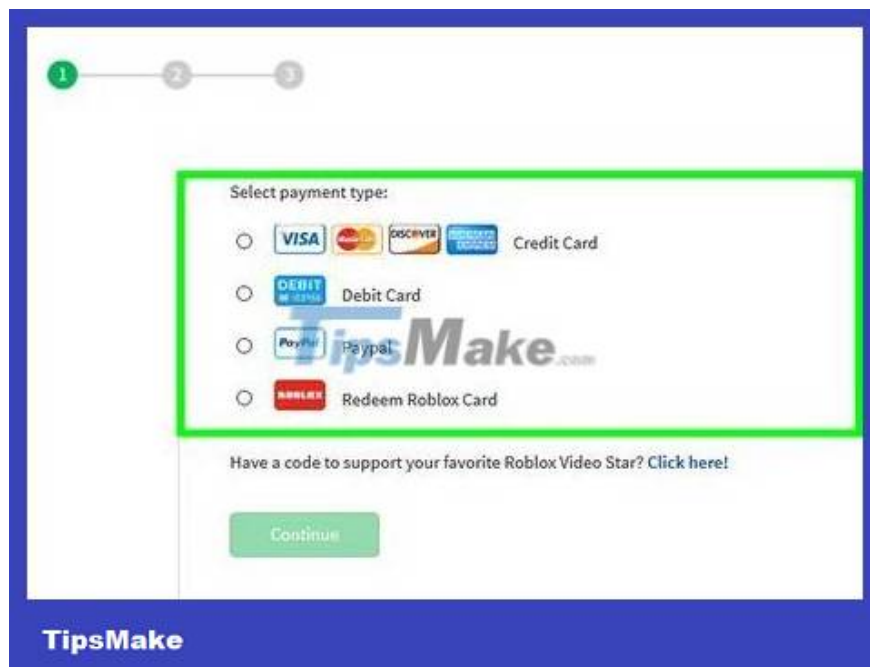 1 2 3
Select payment type:
VISA MasterCard DISCOVER Credit Card
DEBIT Debit Card
PayPal Paypal
ROBLOX Redeem Roblox Card
TipsMake.com
Have a code to support your favorite Roblox Video Star? Click here!
Continue
TipsMake